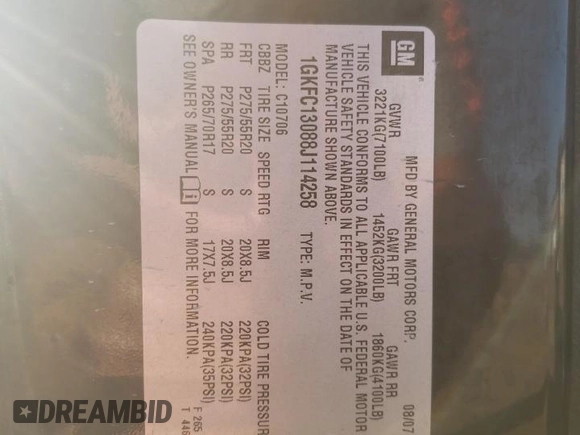 GM
MFD BY GENERAL MOTORS CORP. 08/07
GVWR GAWR FRT GAWR RR
3221KG(7100LB) 1452KG(3200LB) 1860KG(4100LB)
THIS VEHICLE CONFORMS TO ALL APPLICABLE U.S. FEDERAL MOTOR
VEHICLE SAFETY STANDARDS IN EFFECT ON THE DATE OF
MANUFACTURE SHOWN ABOVE.
1GKFC13088J114258 TYPE: M.P.V.
MODEL: C10706
CBBZ TIRE SIZE SPEED RTG RIM COLD TIRE PRESSUR
FRT P275/55R20 S 20X8.5J 220KPA(32PSI)
RR P275/55R20 S 20X8.5J 220KPA(32PSI)
SPA P265/70R17 S 17X7.5J 240KPA(35PSI)
SEE OWNER'S MANUAL i FOR MORE INFORMATION.
F 265
T 446
DREAMBID